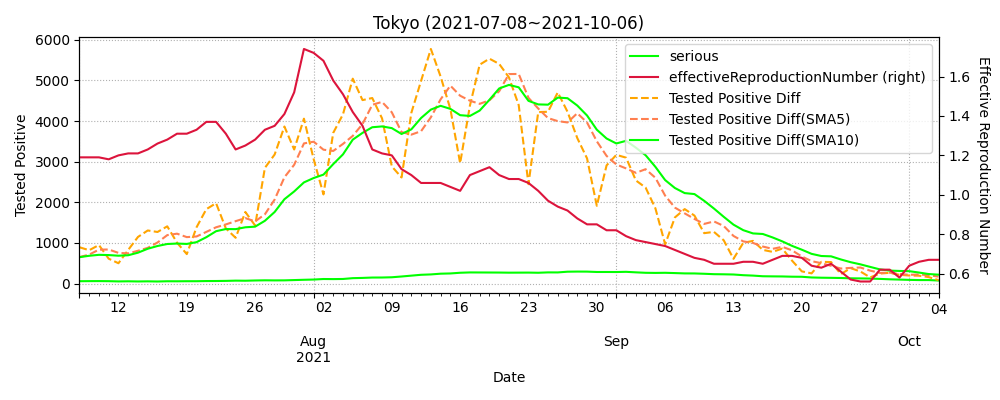 Tokyo (2021-07-08~2021-10-06)
6000
5000
4000
3000
2000
1000
0
Tested Positive
serious
effectiveReproductionNumber (right)
Tested Positive Diff
Tested Positive Diff(SMA5)
Tested Positive Diff(SMA10)
1.6
1.4
1.2
1.0
0.8
0.6
Effective Reproduction Number
12 19 26 02 09 16 23 30 06 13 20 27 04
Aug Sep Oct
2021
Date